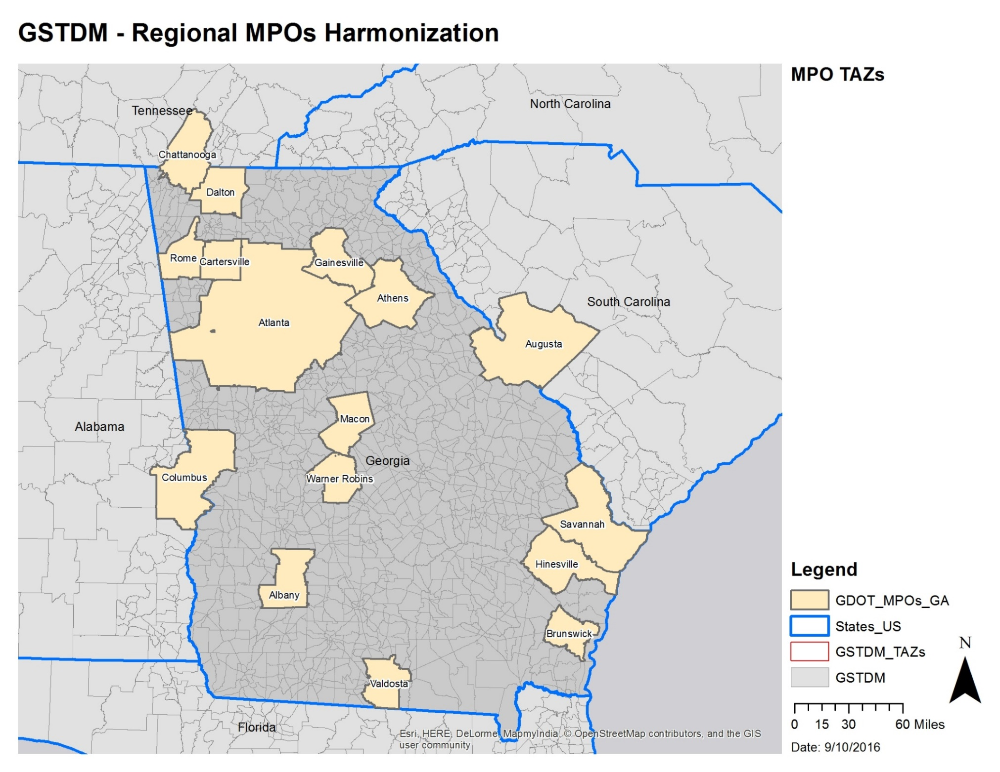 GSTDM - Regional MPOs Harmonization
MPO TAZs
North Carolina
Tennessee
Chattanooga
Dalton
Rome
Cartersville
Gainesville
Athens
South Carolina
Atlanta
Augusta
Macon
Alabama
Georgia
Columbus
Warner Robins
Savannah
Hinesville
Albany
Brunswick
Valdosta
Florida
Esri, HERE, DeLorme, MapmyIndia, © OpenStreetMap contributors, and the GIS
user community
Legend
GDOT_MPOs_GA
States_US
GSTDM_TAZs
GSTDM
N
0 15 30 60 Miles
Date: 9/10/2016